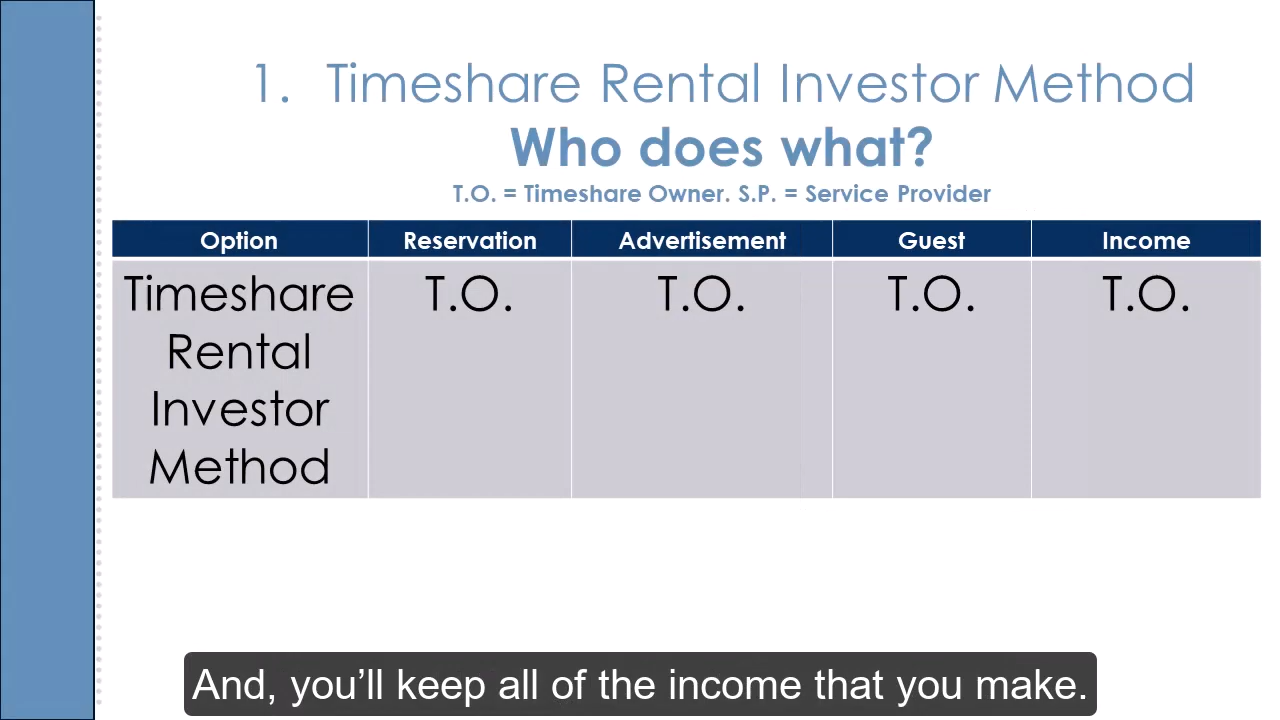 1. Timeshare Rental Investor Method
Who does what?
T.O. = Timeshare Owner. S.P. = Service Provider
Option Reservation Advertisement Guest Income
Timeshare T.O. T.O. T.O. T.O.
Rental
Investor
Method
And, you’ll keep all of the income that you make.